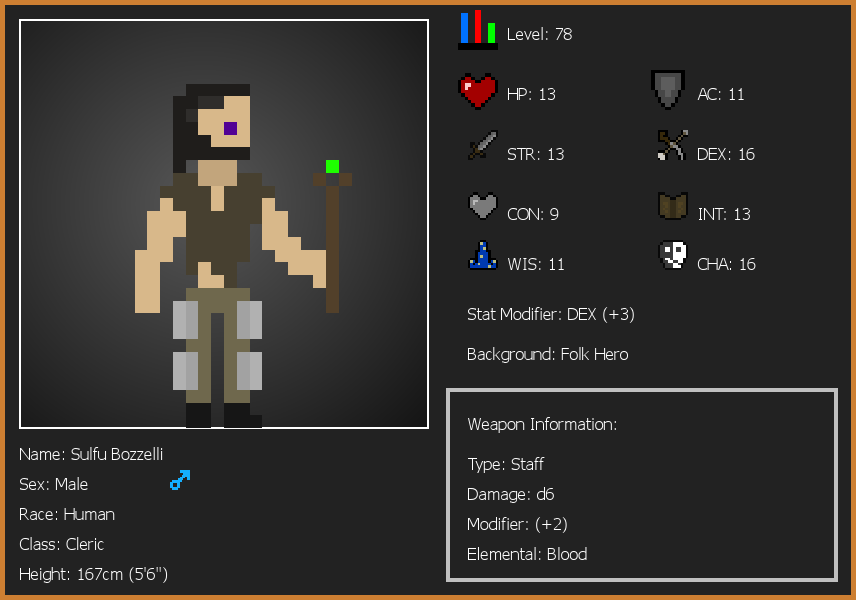 Level: 78
HP: 13
AC: 11
STR: 13
DEX: 16
CON: 9
INT: 13
WIS: 11
CHA: 16
Stat Modifier: DEX (+3)
Background: Folk Hero
Weapon Information:
Type: Staff
Damage: d6
Modifier: (+2)
Elemental: Blood
Name: Sulfu Bozzelli
Sex: Male
Race: Human
Class: Cleric
Height: 167cm (5'6")